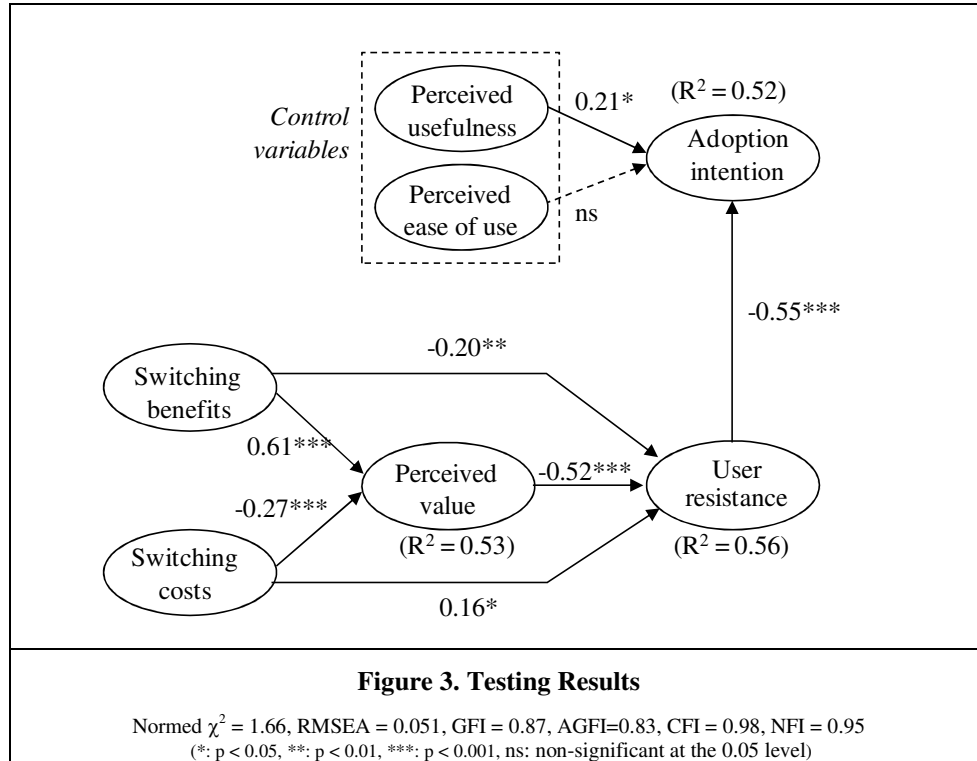 Control
variables
Perceived
usefulness
Perceived
ease of use
0.21*
ns
(R² = 0.52)
Adoption
intention
-0.55***
Switching
benefits
-0.20**
0.61***
Perceived
value
(R² = 0.53)
-0.52***
User
resistance
(R² = 0.56)
-0.27***
Switching
costs
0.16*
Figure 3. Testing Results
Normed χ² = 1.66, RMSEA = 0.051, GFI = 0.87, AGFI=0.83, CFI = 0.98, NFI = 0.95
(*: p < 0.05, **: p < 0.01, ***: p < 0.001, ns: non-significant at the 0.05 level)